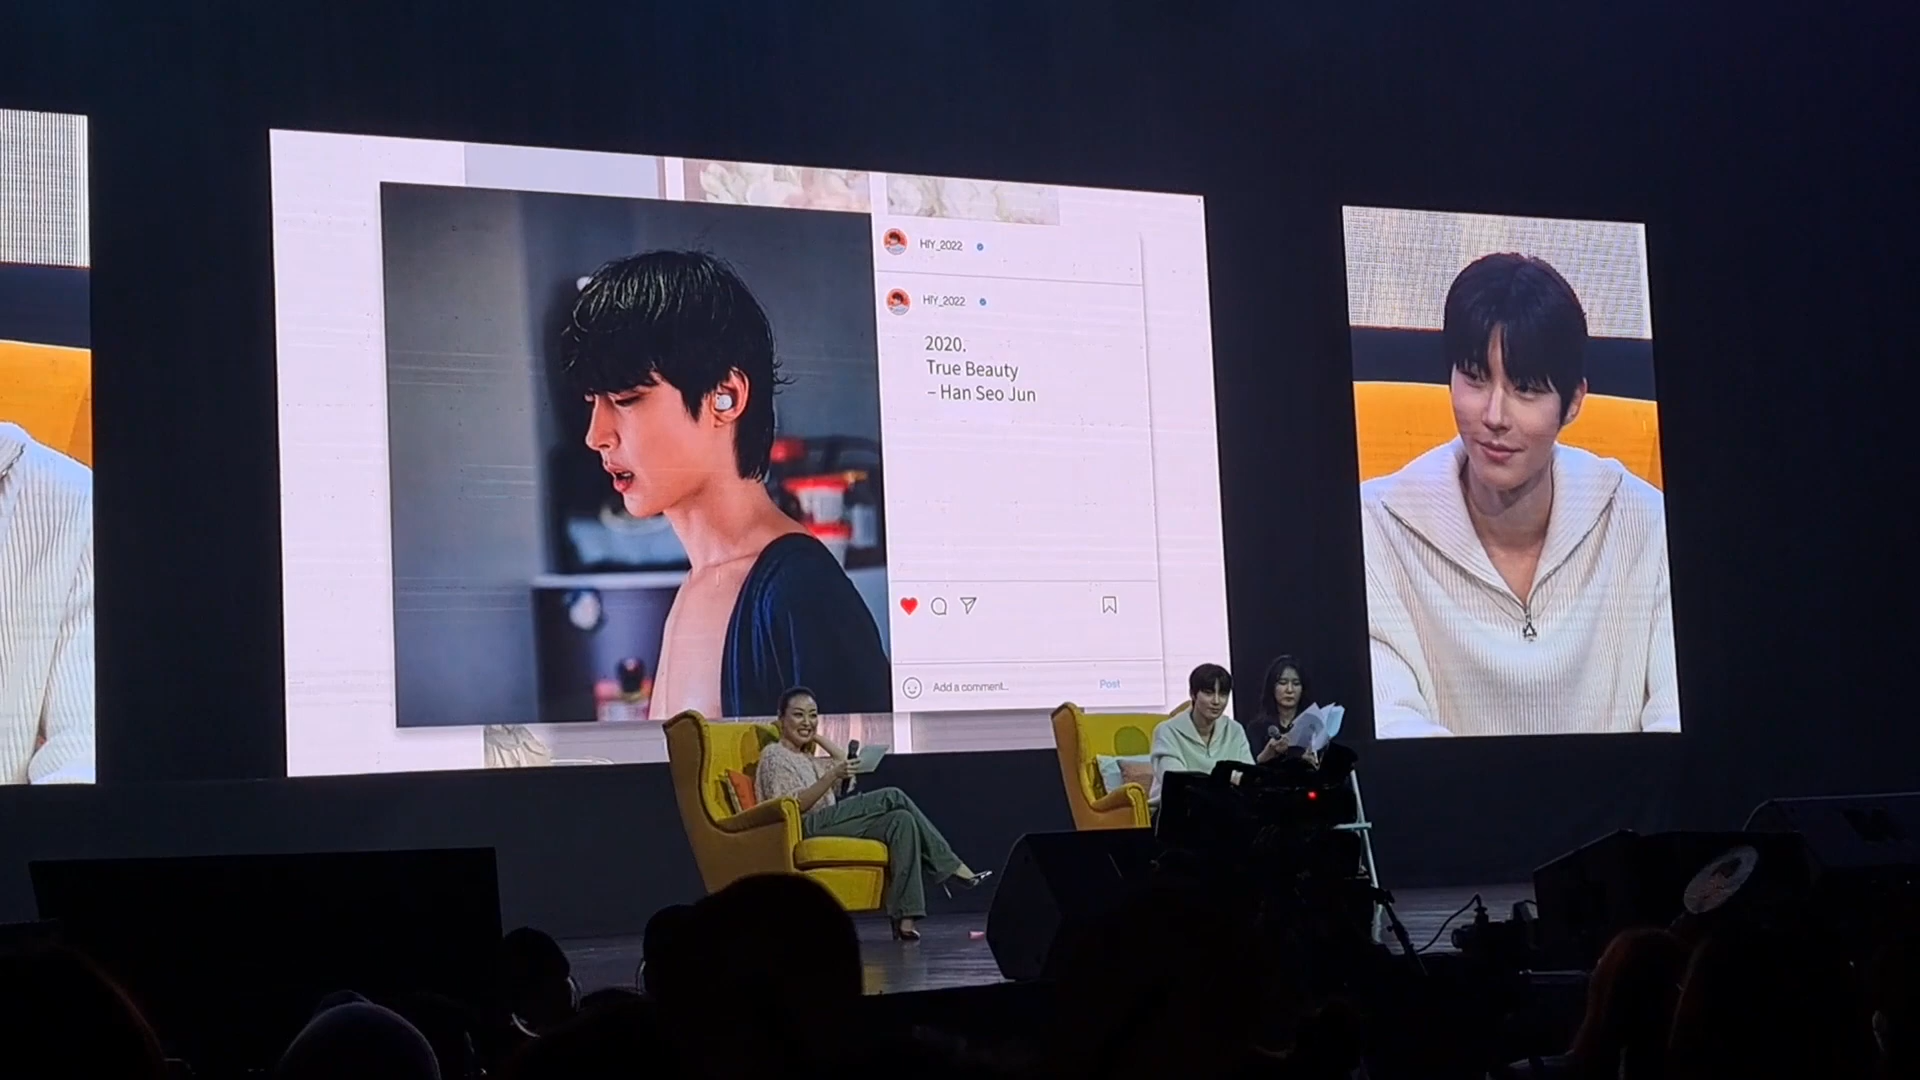 HIY_2022
HIY_2022
2020.
True Beauty
– Han Seo Jun
Add a comment...
Post